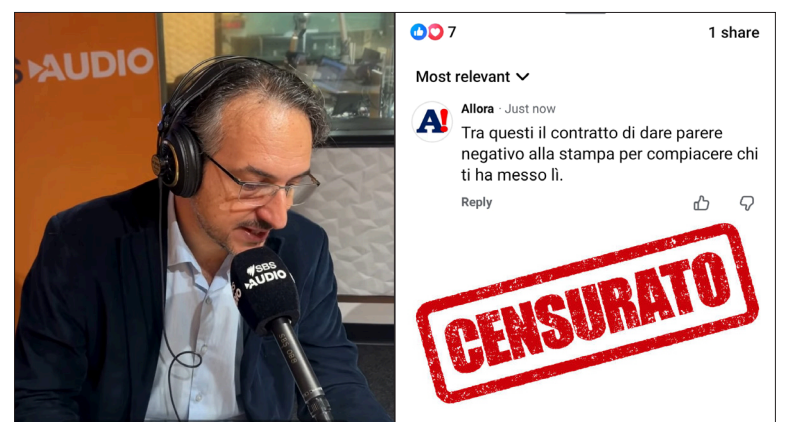 BS AUDIO
SBS
AUDIO
7
1 share
Most relevant
Allora · Just now
A!
Tra questi il contratto di dare parere
negativo alla stampa per compiacere chi
ti ha messo lì.
Reply
CENSURATO